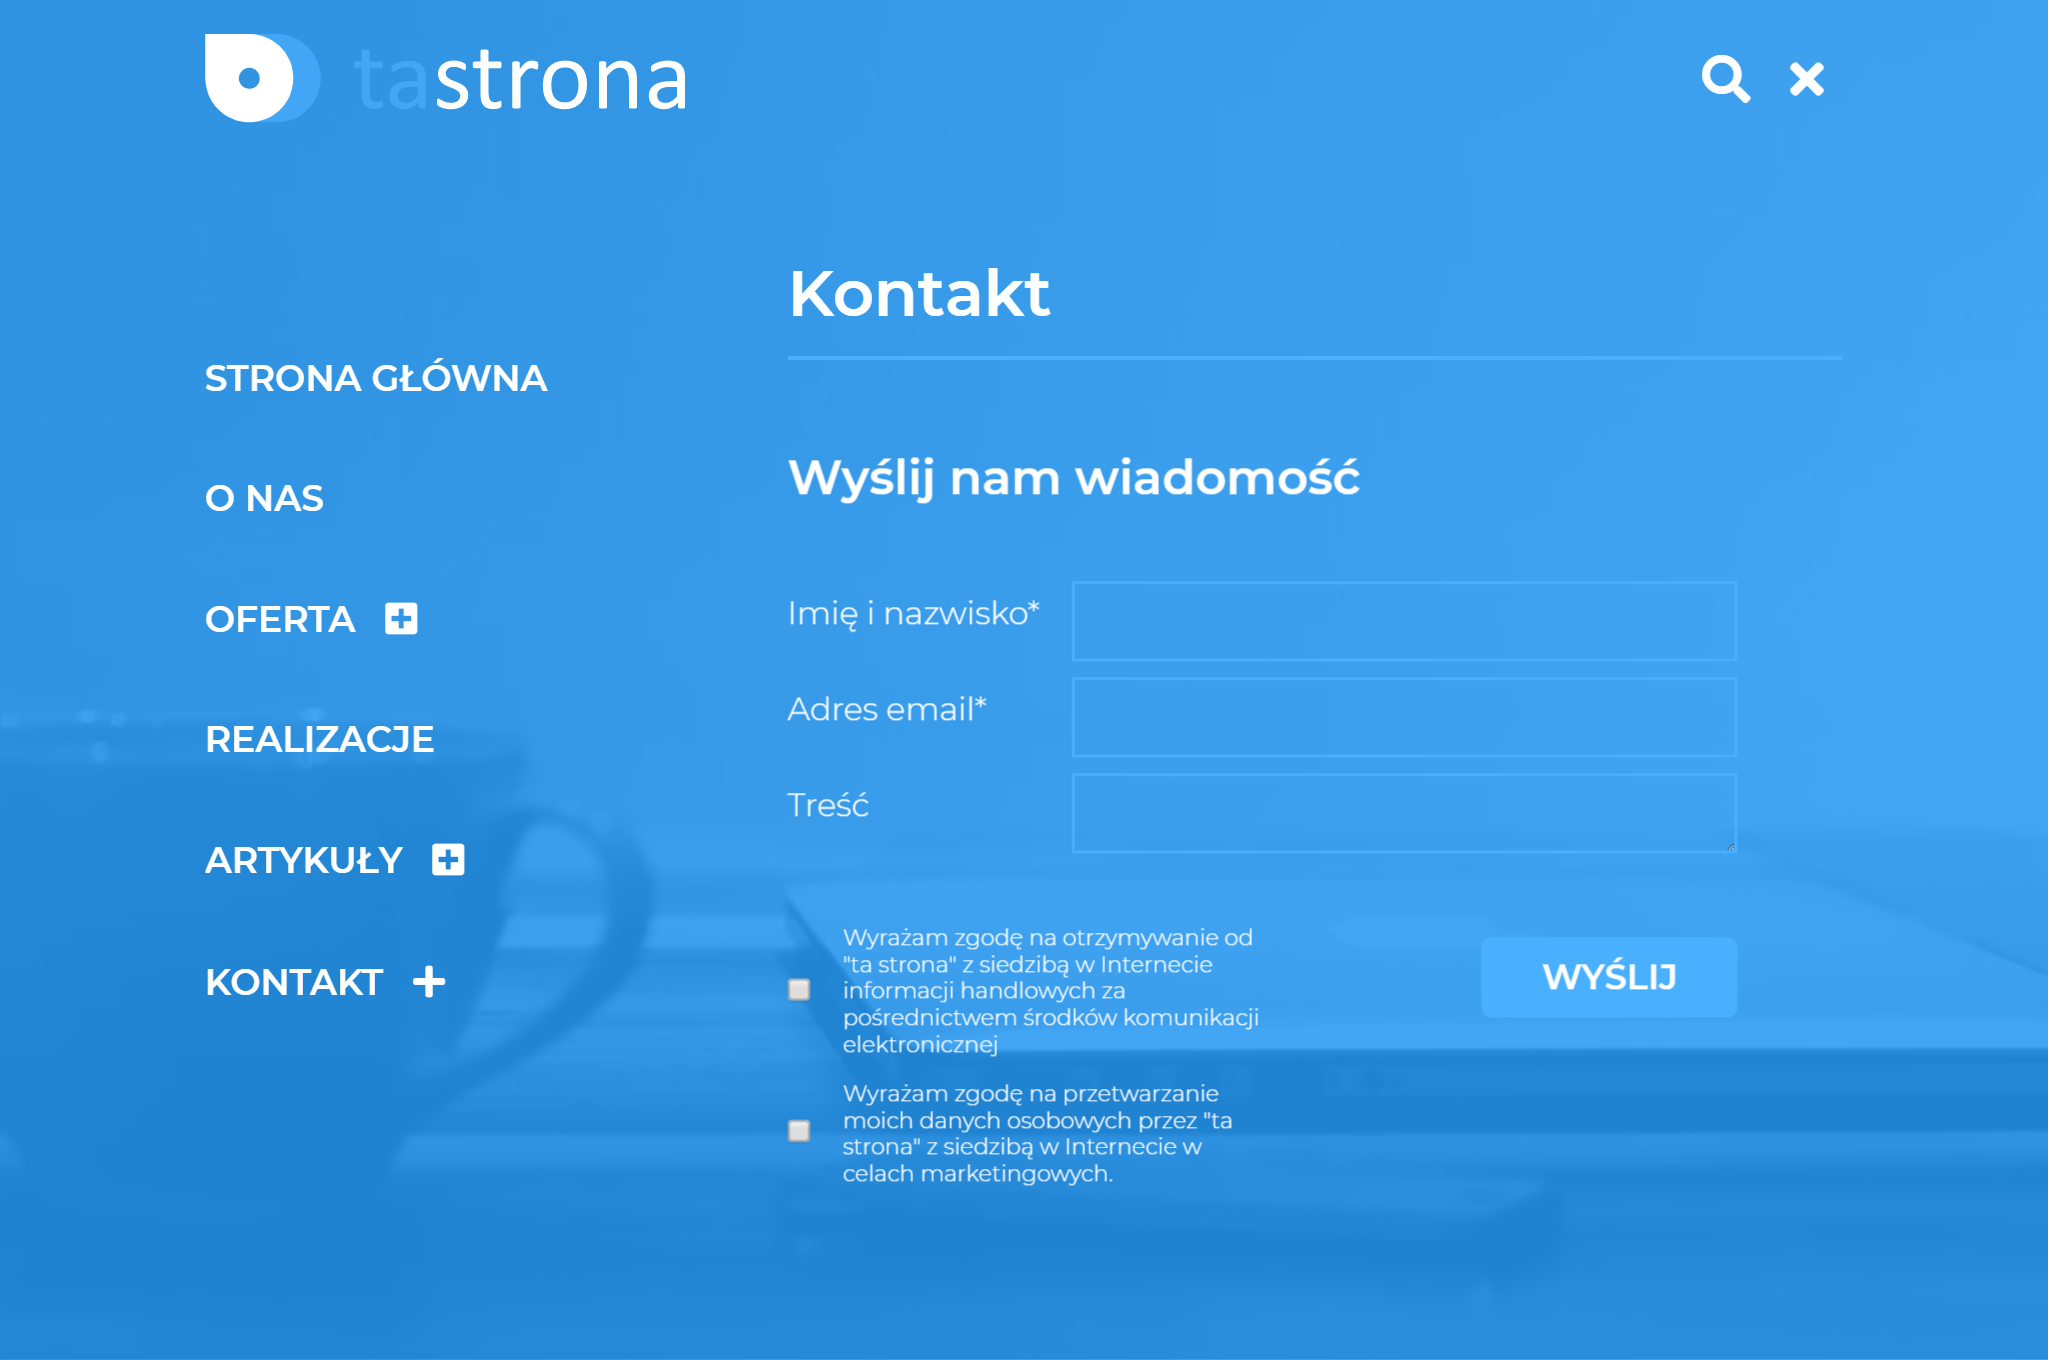 tastrona
STRONA GŁÓWNA
O NAS
OFERTA
REALIZACJE
ARTYKUŁY
KONTAKT
Kontakt
Wyślij nam wiadomość
Imię i nazwisko*
Adres email*
Treść
Wyrażam zgodę na otrzymywanie od
"ta strona" z siedzibą w Internecie
informacji handlowych za
pośrednictwem środków komunikacji
elektronicznej
Wyrażam zgodę na przetwarzanie
moich danych osobowych przez "ta
strona" z siedzibą w Internecie w
celach marketingowych.
WYŚLIJ